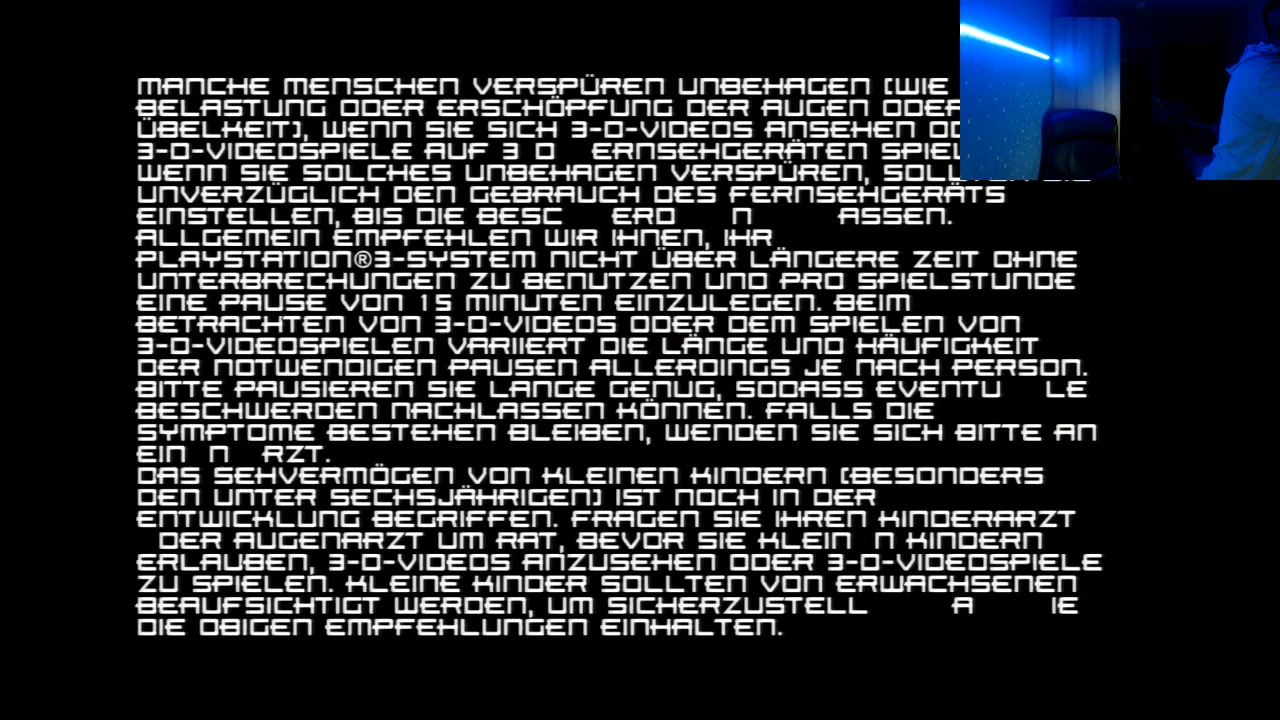 MANCHE MENSCHEN VERSPÜREN UNBEHAGEN (WIE
BELASTUNG ODER ERSCHÖPFUNG DER AUGEN ODER
ÜBELKEIT), WENN SIE SICH 3-D-VIDEOS ANSEHEN
3-D-VIDEOSPIELE AUF 3 D   ERNSEHGERÄTEN
WENN SIE SOLCHES UNBEHAGEN VERSPÜREN,
UNVERZÜGLICH DEN GEBRAUCH DES FERNSEHGERÄTS
EINSTELLEN, BIS DIE BESC   ERD   N   ASSEN.
ALLGEMEIN EMPFEHLEN WIR IHNEN, IHR
PLAYSTATION®3-SYSTEM NICHT ÜBER LÄNGERE ZEIT OHNE
UNTERBRECHUNGEN ZU BENUTZEN UND PRO SPIELSTUNDE
EINE PAUSE VON 15 MINUTEN EINZULEGEN. BEIM
BETRACHTEN VON 3-D-VIDEOS ODER DEM SPIELEN VON
3-D-VIDEOSPIELEN VARIIERT DIE LÄNGE UND HÄUFIGKEIT
DER NOTWENDIGEN PAUSEN ALLERDINGS JE NACH PERSON.
BITTE PAUSIEREN SIE LANGE GENUG, SODASS EVENTU   LE
BESCHWERDEN NACHLASSEN KÖNNEN. FALLS DIE
SYMPTOME BESTEHEN BLEIBEN, WENDEN SIE SICH BITTE AN
EIN  N   RZT.
DAS SEHVERMÖGEN VON KLEINEN KINDERN (BESONDERS
DEN UNTER SECHSJÄHRIGEN) IST NOCH IN DER
ENTWICKLUNG BEGRIFFEN. FRAGEN SIE IHREN KINDERARZT
DER AUGENARZT UM RAT, BEVOR SIE KLEIN  N KINDERN
ERLAUBEN, 3-D-VIDEOS ANZUSEHEN ODER 3-D-VIDEOSPIELE
ZU SPIELEN. KLEINE KINDER SOLLTEN VON ERWACHSENEN
BEAUFSICHTIGT WERDEN, UM SICHERZUSTELL   A   IE
DIE OBIGEN EMPFEHLUNGEN EINHALTEN.